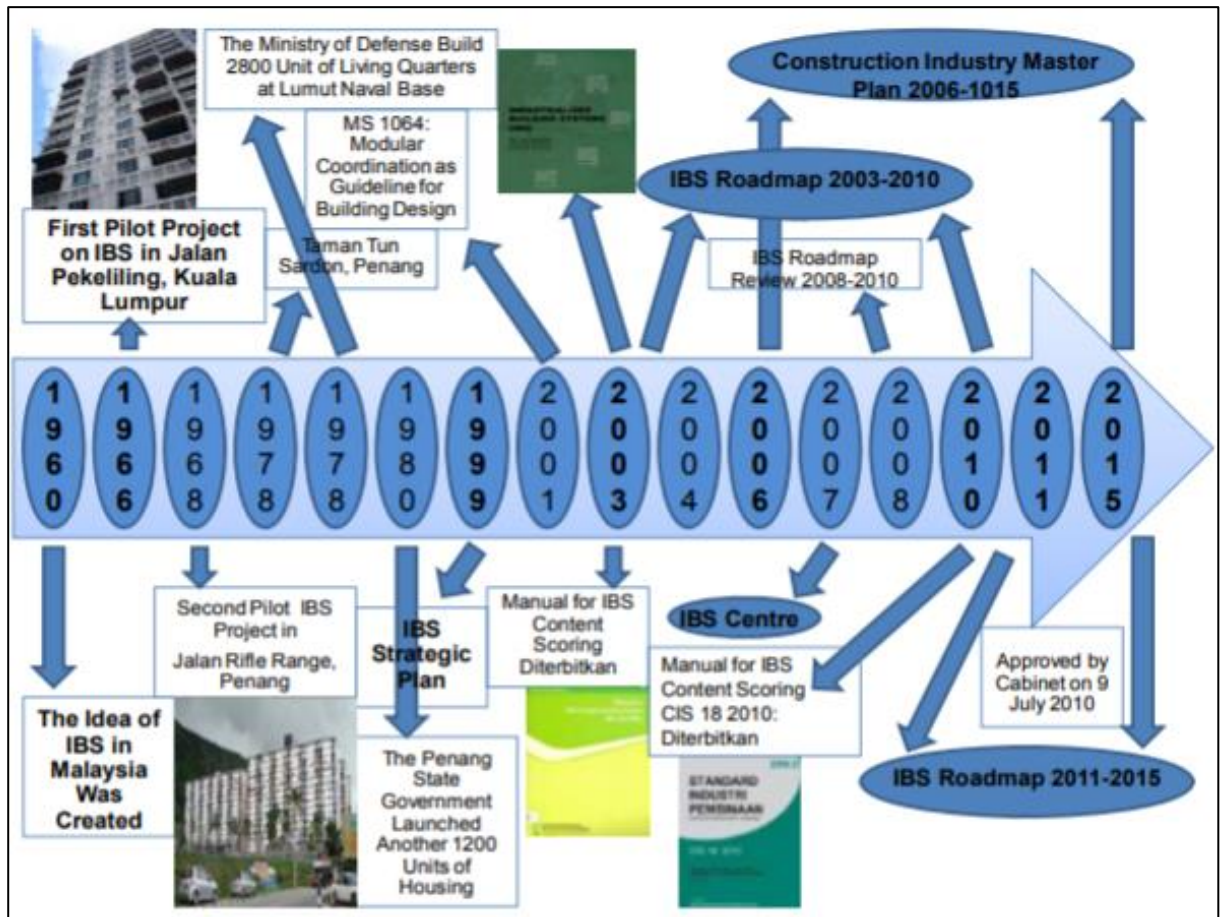 The Ministry of Defense Build
2800 Unit of Living Quarters
at Lumut Naval Base
Construction Industry Master
Plan 2006-1015
MS 1064:
Modular
Coordination as
Guideline for
Building Design
INDUSTRIALISED
BUILDING SYSTEMS
IBS Roadmap 2003-2010
First Pilot Project
on IBS in Jalan
Pekeliling, Kuala
Lumpur
Taman Tun
Sardon, Penang
IBS Roadmap
Review 2008-2010
1960
1966
1968
1978
1978
1980
1999
2001
2003
2004
2006
2007
2008
2010
2011
2015
Second Pilot IBS
Project in
Jalan Rifle Range,
Penang
IBS
Strategic
Plan
Manual for IBS
Content
Scoring
Diterbitkan
IBS Centre
Manual for IBS
Content Scoring
CIS 18 2010:
Diterbitkan
Approved by
Cabinet on 9
July 2010
The Idea of
IBS in
Malaysia
Was
Created
The Penang
State
Government
Launched
Another 1200
Units of
Housing
STANDARD
INDUSTRI
PEMBINAAN
CIS 18: 2010
IBS Roadmap 2011-2015